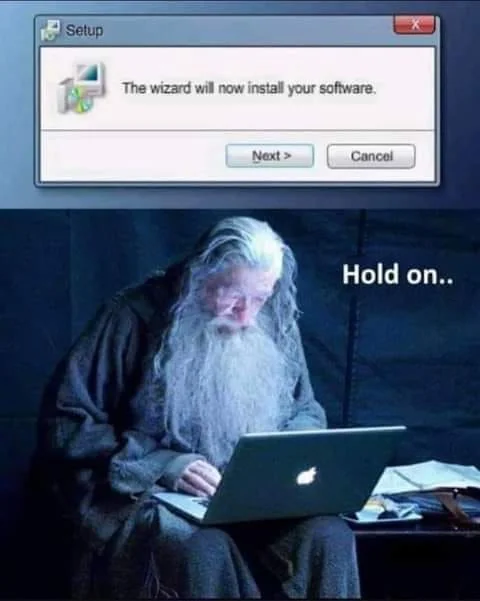 Setup
X
The wizard will now install your software.
Next >
Cancel
Hold on..